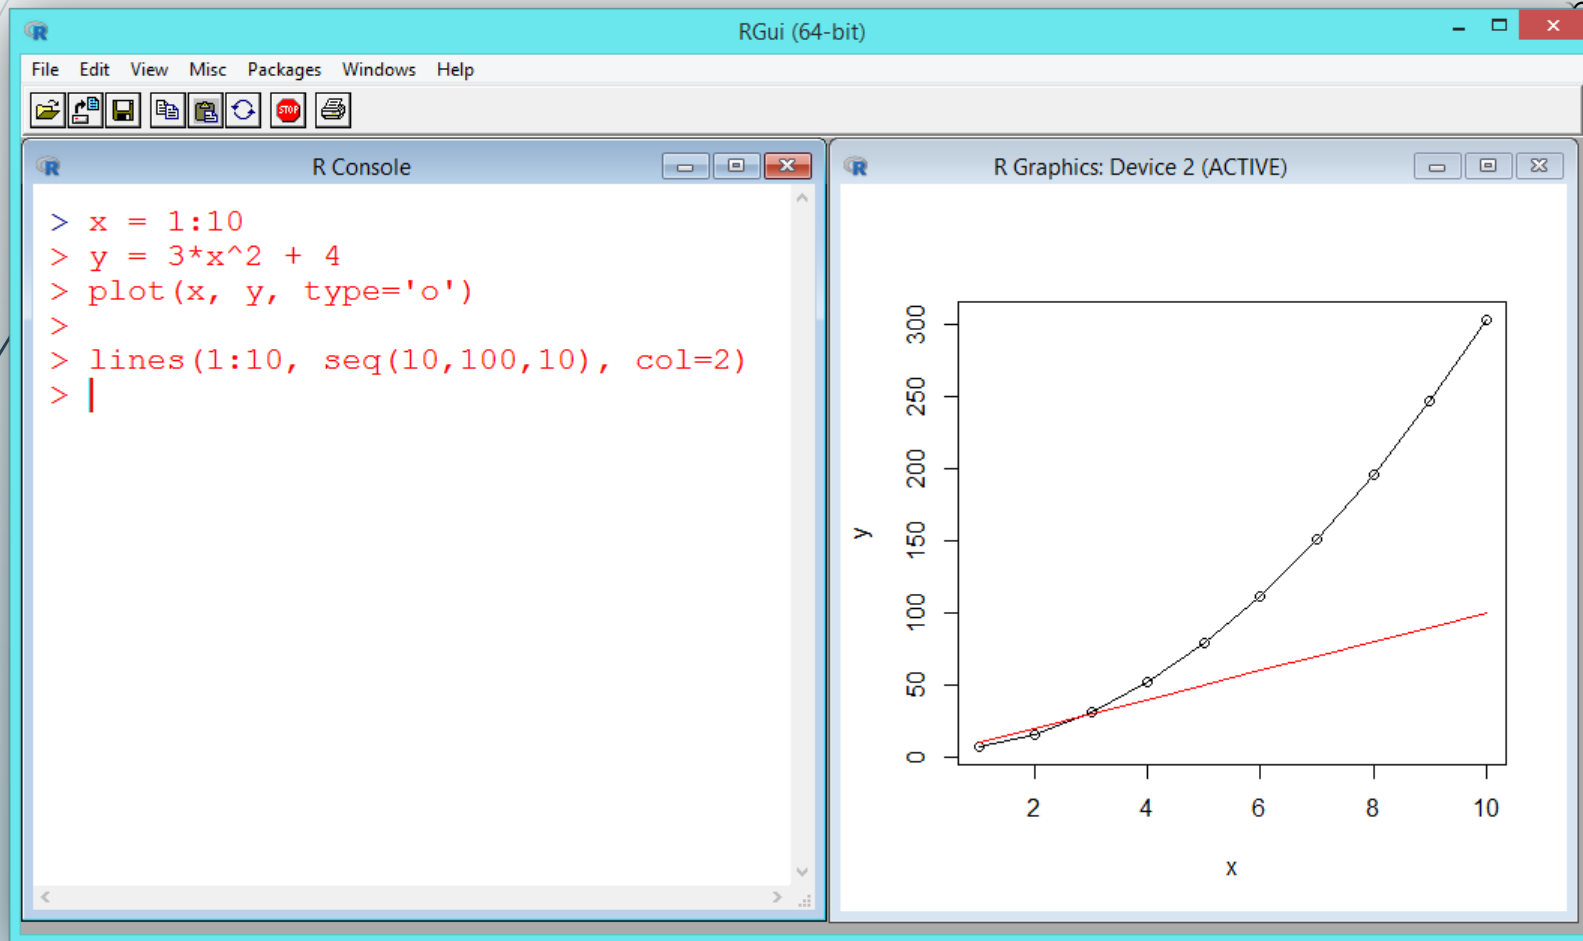 RGui (64-bit)
File Edit View Misc Packages Windows Help
STOP
R Console
> x = 1:10
> y = 3*x^2 + 4
> plot(x, y, type='o')
>
> lines(1:10, seq(10,100,10), col=2)
>
R Graphics: Device 2 (ACTIVE)
300
250
200
150
100
50
0
y
2 4 6 8 10
x